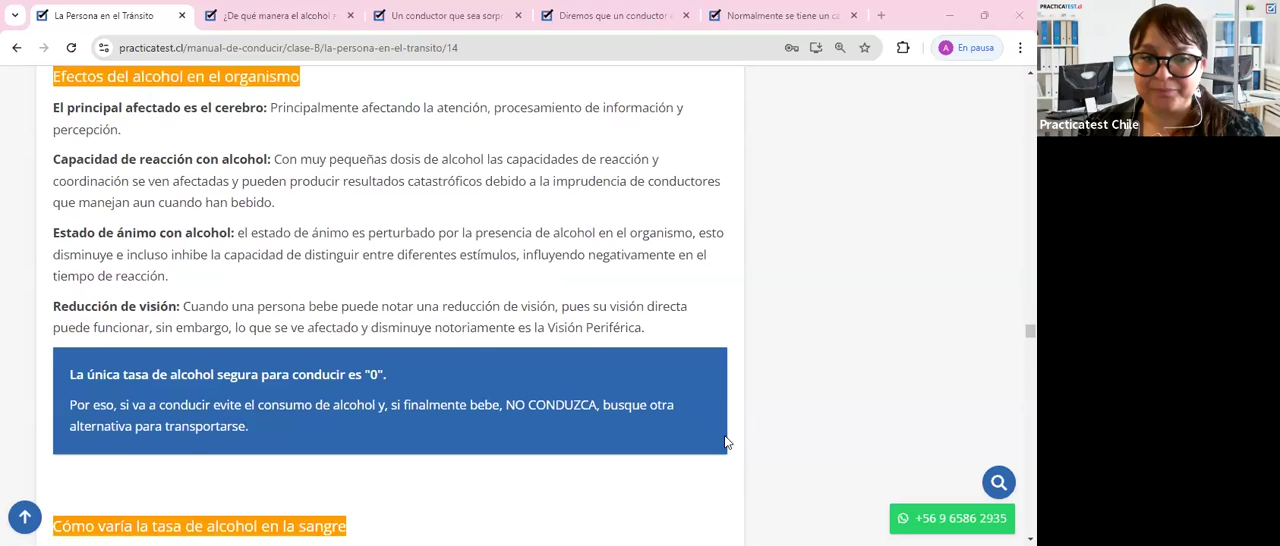 La Persona en el Tránsito
¿De qué manera el alcohol
Un conductor que sea sorp
Diremos que un conductor
Normalmente se tiene un ca
practicatest.cl/manual-de-conducir/clase-B/la-persona-en-el-transito/14
A
En pausa
Efectos del alcohol en el organismo
El principal afectado es el cerebro: Principalmente afectando la atención, procesamiento de información y
percepción.
Capacidad de reacción con alcohol: Con muy pequeñas dosis de alcohol las capacidades de reacción y
coordinación se ven afectadas y pueden producir resultados catastróficos debido a la imprudencia de conductores
que manejan aun cuando han bebido.
Estado de ánimo con alcohol: el estado de ánimo es perturbado por la presencia de alcohol en el organismo, esto
disminuye e incluso inhibe la capacidad de distinguir entre diferentes estímulos, influyendo negativamente en el
tiempo de reacción.
Reducción de visión: Cuando una persona bebe puede notar una reducción de visión, pues su visión directa
puede funcionar, sin embargo, lo que se ve afectado y disminuye notoriamente es la Visión Periférica.
La única tasa de alcohol segura para conducir es "0".
Por eso, si va a conducir evite el consumo de alcohol y, si finalmente bebe, NO CONDUZCA, busque otra
alternativa para transportarse.
Cómo varía la tasa de alcohol en la sangre
+56 9 6586 2935
PRACTICATEST.cl
Practicatest Chile